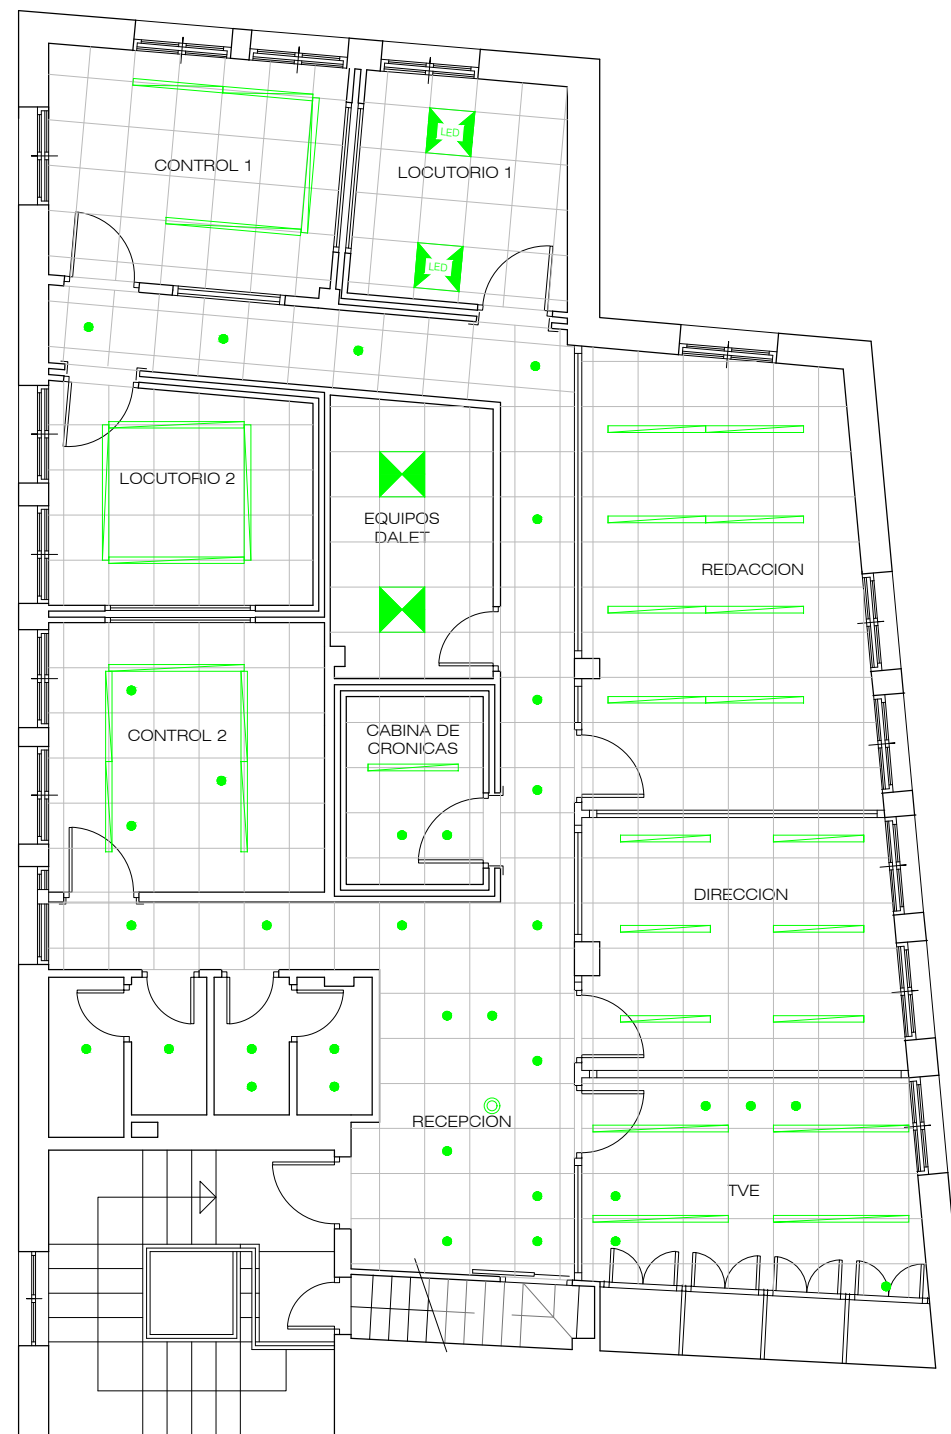 LED
CONTROL 1
LOCUTORIO 1
LED
LOCUTORIO 2
EQUIPOS
DALET
REDACCION
CONTROL 2
CABINA DE
CRONICAS
DIRECCION
RECEPCION
TVE